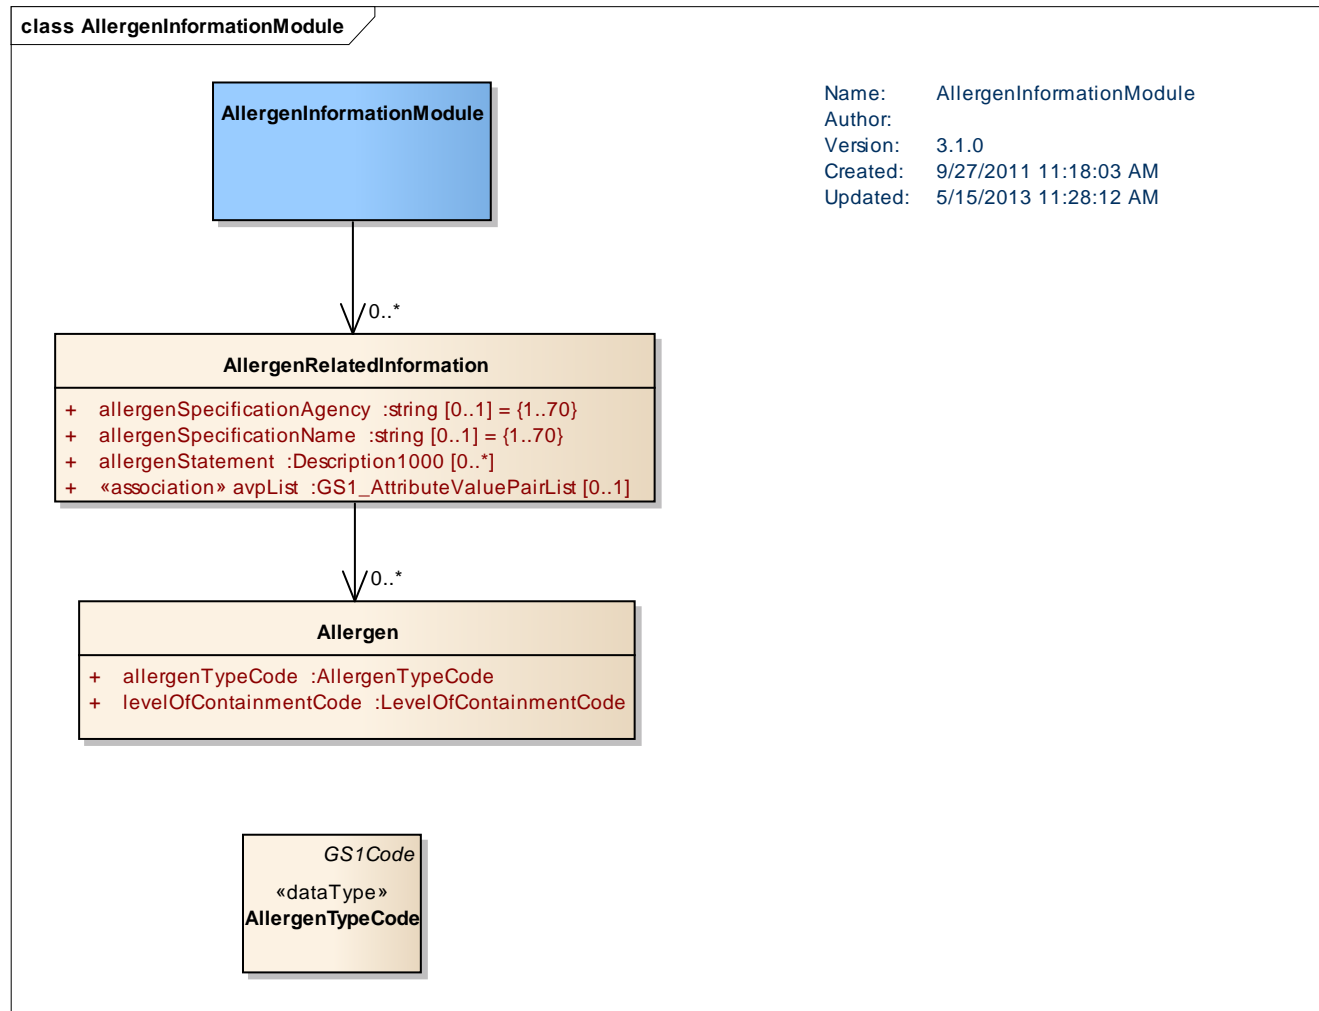 class AllergenInformationModule
AllergenInformationModule
Name: AllergenInformationModule
Author:
Version: 3.1.0
Created: 9/27/2011 11:18:03 AM
Updated: 5/15/2013 11:28:12 AM
0..*
AllergenRelatedInformation
+ allergenSpecificationAgency :string [0..1] = {1..70}
+ allergenSpecificationName :string [0..1] = {1..70}
+ allergenStatement :Description1000 [0..*]
+ «association» avpList :GS1_AttributeValuePairList [0..1]
0..*
Allergen
+ allergenTypeCode :AllergenTypeCode
+ levelOfContainmentCode :LevelOfContainmentCode
GS1Code
«dataType»
AllergenTypeCode